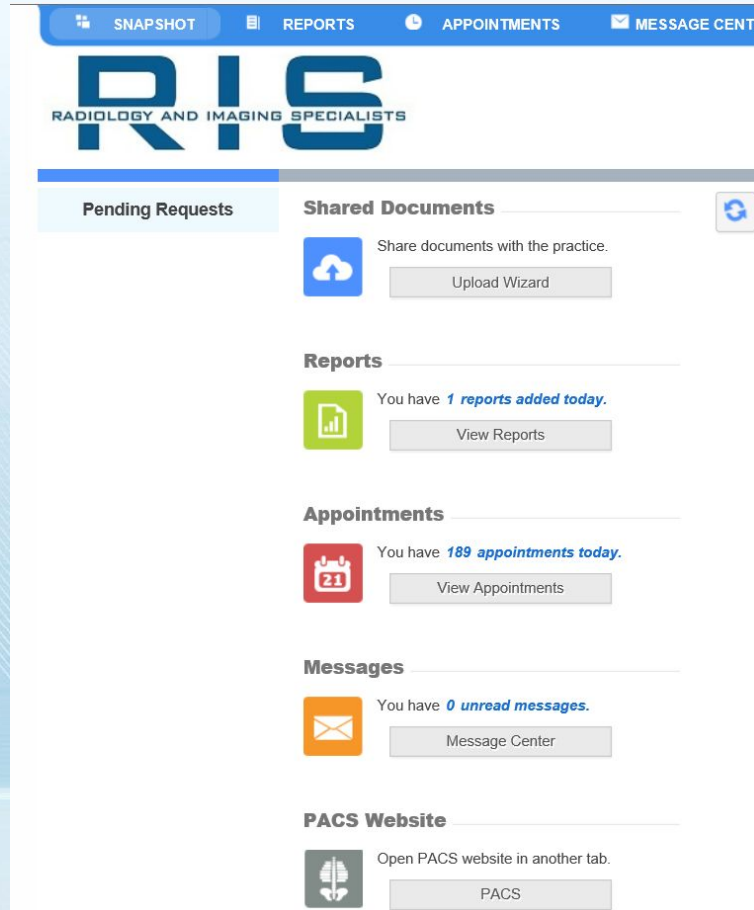 SNAPSHOT REPORTS APPOINTMENTS MESSAGE CENT
RIS
RADIOLOGY AND IMAGING SPECIALISTS
Pending Requests
Shared Documents
Share documents with the practice.
Upload Wizard
Reports
You have 1 reports added today.
View Reports
Appointments
21
You have 189 appointments today.
View Appointments
Messages
You have 0 unread messages.
Message Center
PACS Website
Open PACS website in another tab.
PACS